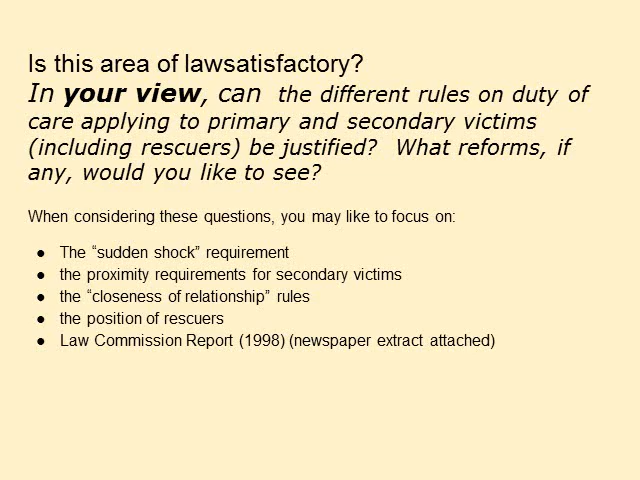 Is this area of lawsatisfactory?
In your view, can  the different rules on duty of
care applying to primary and secondary victims
(including rescuers) be justified?  What reforms, if
any, would you like to see?
When considering these questions, you may like to focus on:
● The “sudden shock” requirement
● the proximity requirements for secondary victims
● the “closeness of relationship” rules
● the position of rescuers
● Law Commission Report (1998) (newspaper extract attached)